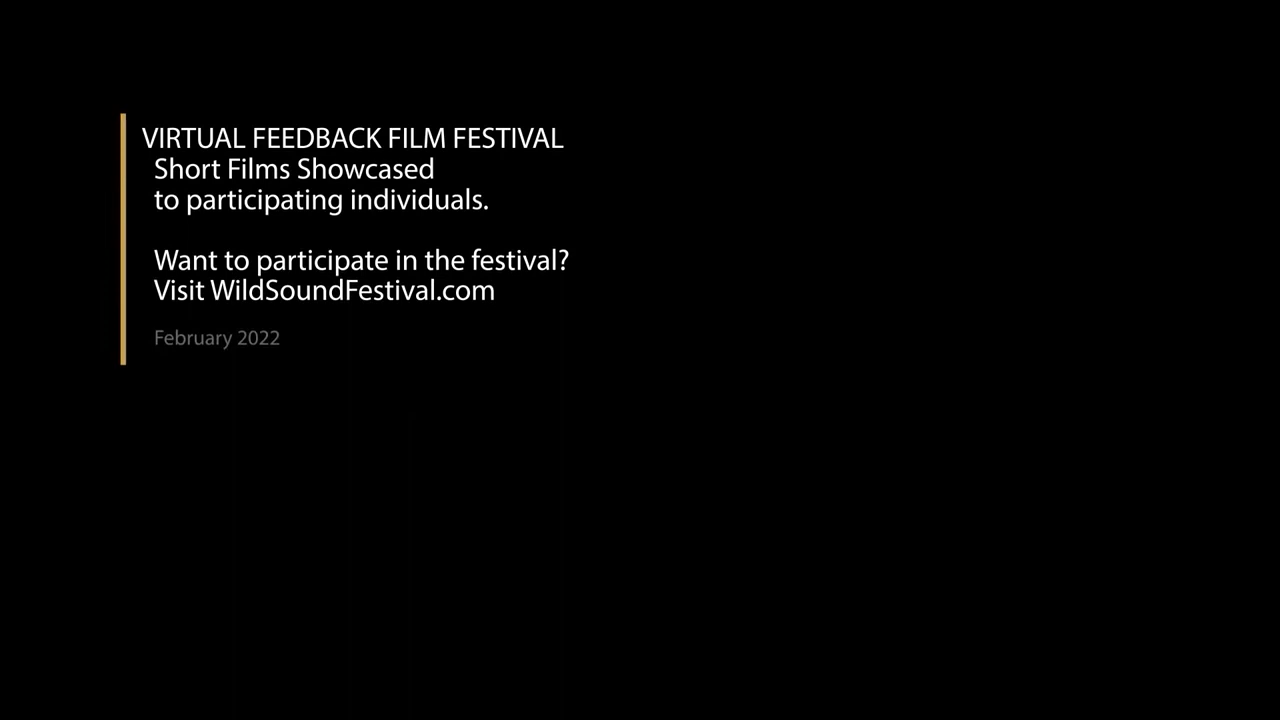 VIRTUAL FEEDBACK FILM FESTIVAL
Short Films Showcased
to participating individuals.
Want to participate in the festival?
Visit WildSoundFestival.com
February 2022